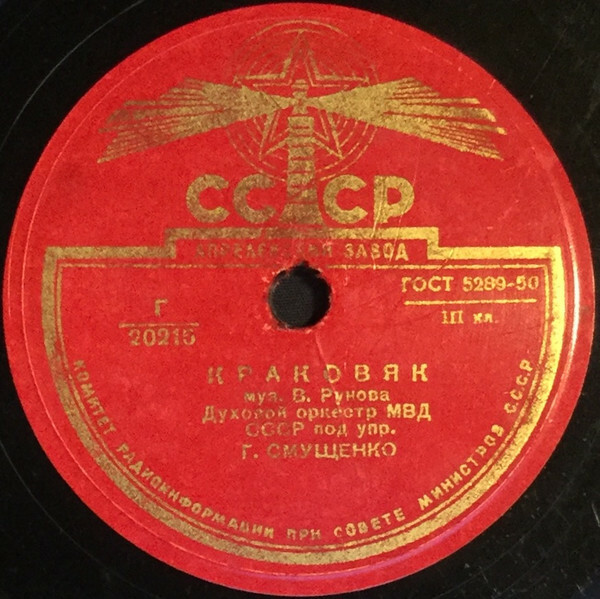 СССР
АПРЕЛЕВСКИЙ ЗАВОД
ГОСТ 5289-50
III кл.
Г
20215
КРАКОВЯК
муз. В. Рунова
Духовой оркестр МВД
СССР под упр.
Г. СМУЩЕНКО
КОМИТЕТ РАДИОИНФОРМАЦИИ ПРИ СОВЕТЕ МИНИСТРОВ СССР